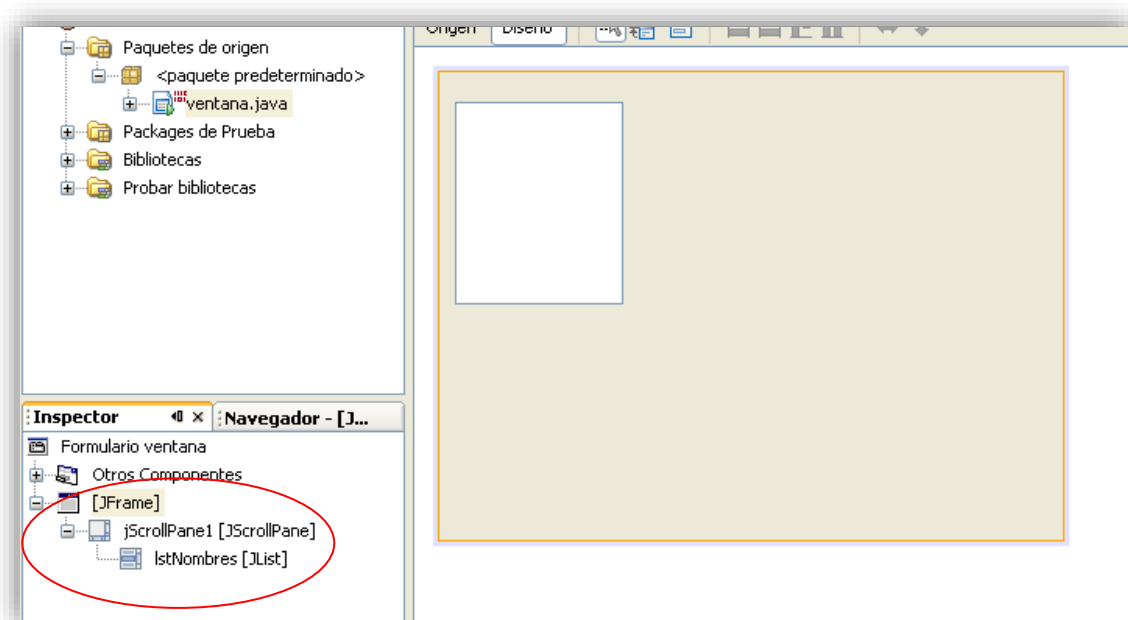 Origen Diseño
Paquetes de origen
<paquete predeterminado>
ventana.java
Packages de Prueba
Bibliotecas
Probar bibliotecas
Inspector
Navegador - [J...
Formulario ventana
Otros Componentes
[JFrame]
jScrollPane1 [JScrollPane]
lstNombres [JList]